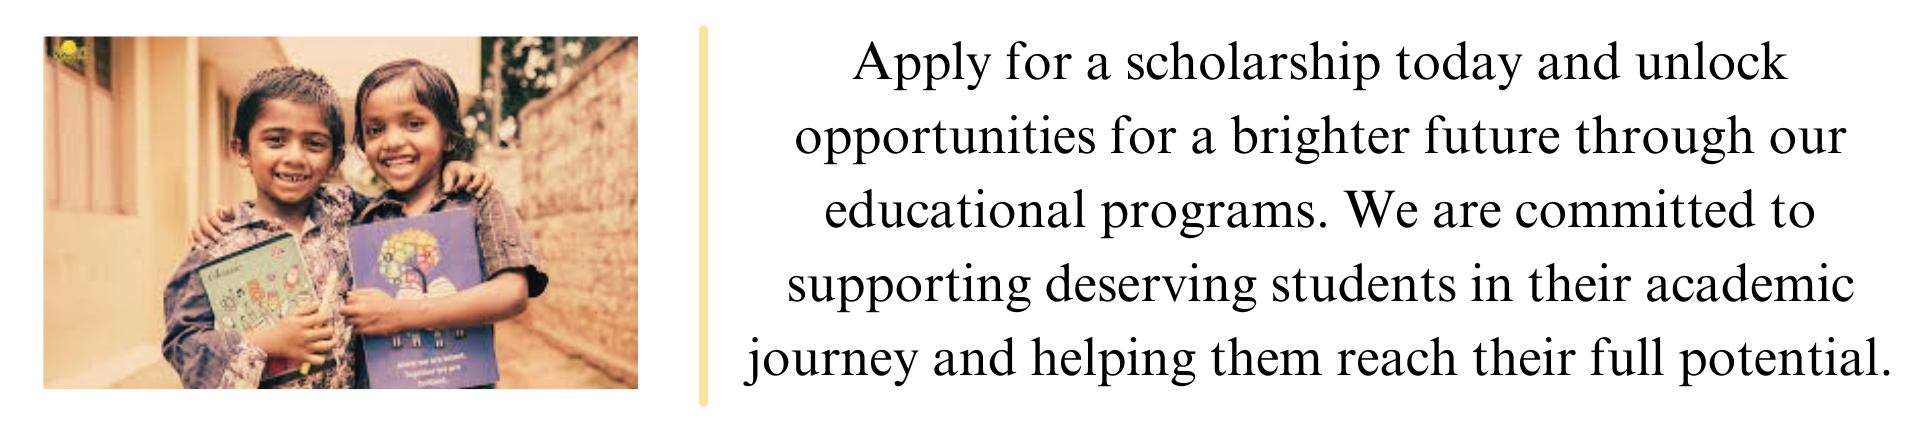 Apply for a scholarship today and unlock
opportunities for a brighter future through our
educational programs. We are committed to
supporting deserving students in their academic
journey and helping them reach their full potential.